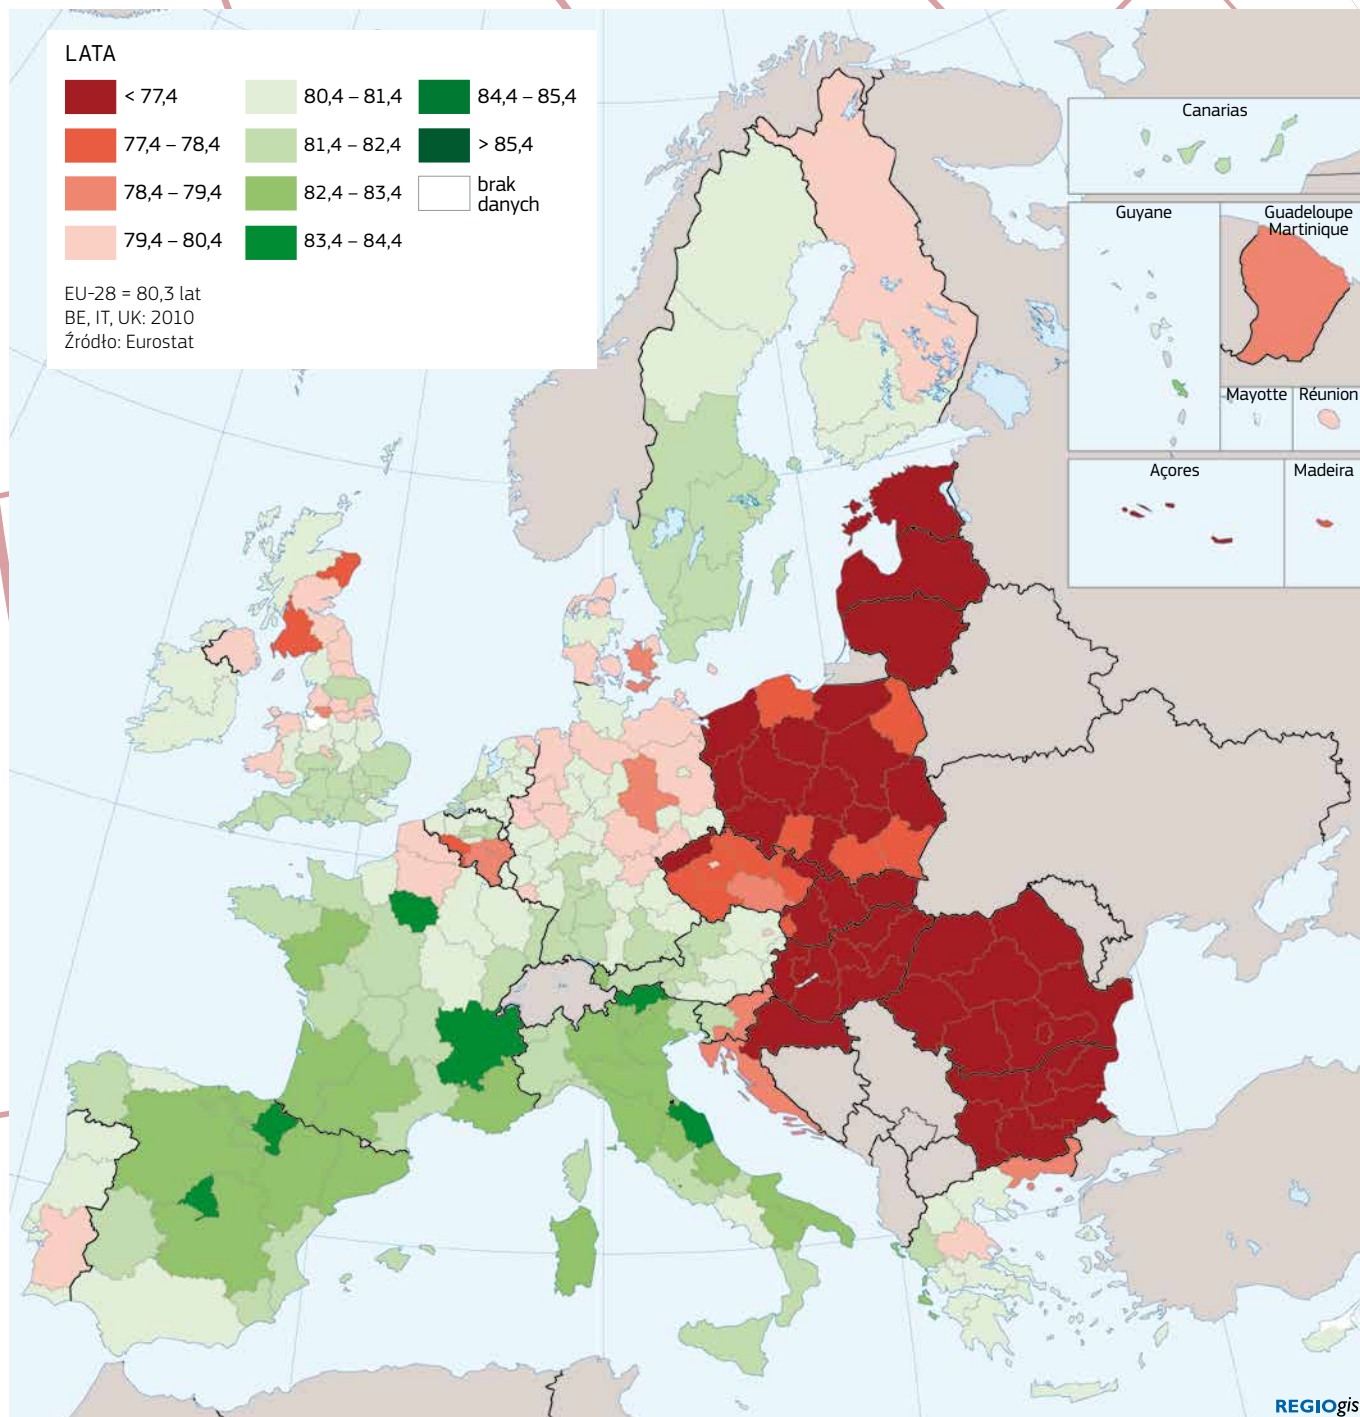 LATA
< 77,4
77,4 – 78,4
78,4 – 79,4
79,4 – 80,4
80,4 – 81,4
81,4 – 82,4
82,4 – 83,4
83,4 – 84,4
84,4 – 85,4
> 85,4
brak
danych
EU-28 = 80,3 lat
BE, IT, UK: 2010
Źródło: Eurostat
Canarias
Guyane
Guadeloupe
Martinique
Mayotte
Réunion
Açores
Madeira
REGIOgis